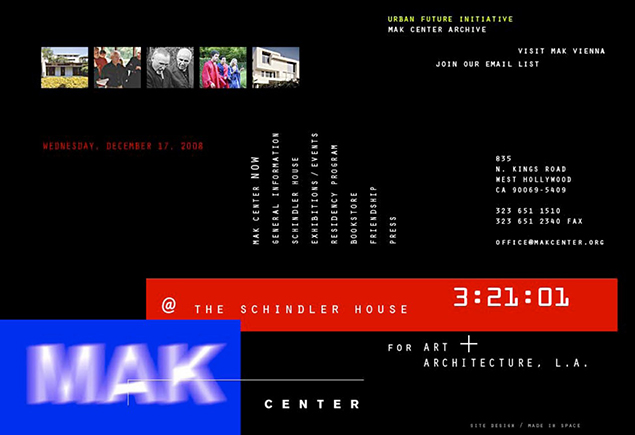 URBAN FUTURE INITIATIVE
MAK CENTER ARCHIVE
VISIT MAK VIENNA
JOIN OUR EMAIL LIST
WEDNESDAY, DECEMBER 17, 2008
MAK CENTER NOW
GENERAL INFORMATION
SCHINDLER HOUSE
EXHIBITIONS/EVENTS
RESIDENCY PROGRAM
BOOKSTORE
FRIENDSHIP
PRESS
835
N. KINGS ROAD
WEST HOLLYWOOD
CA 90069-5409
323 651 1510
323 651 2340 FAX
OFFICE@MAKCENTER.ORG
@ THE SCHINDLER HOUSE
3:21:01
MAK
CENTER
FOR ART +
ARCHITECTURE, L.A.
SITE DESIGN / MADE IN SPACE